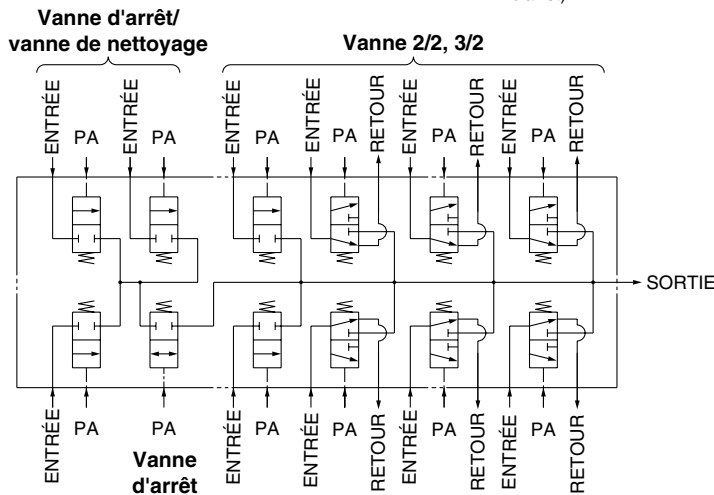 Vanne d'arrêt/
vanne de nettoyage
Vanne 2/2, 3/2
ENTRÉE
PA
ENTRÉE
PA
ENTRÉE
PA
ENTRÉE
PA
RETOUR
ENTRÉE
PA
RETOUR
ENTRÉE
PA
RETOUR
SORTIE
ENTRÉE
PA
PA
ENTRÉE
PA
ENTRÉE
PA
RETOUR
ENTRÉE
PA
RETOUR
ENTRÉE
PA
RETOUR
Vanne
d'arrêt